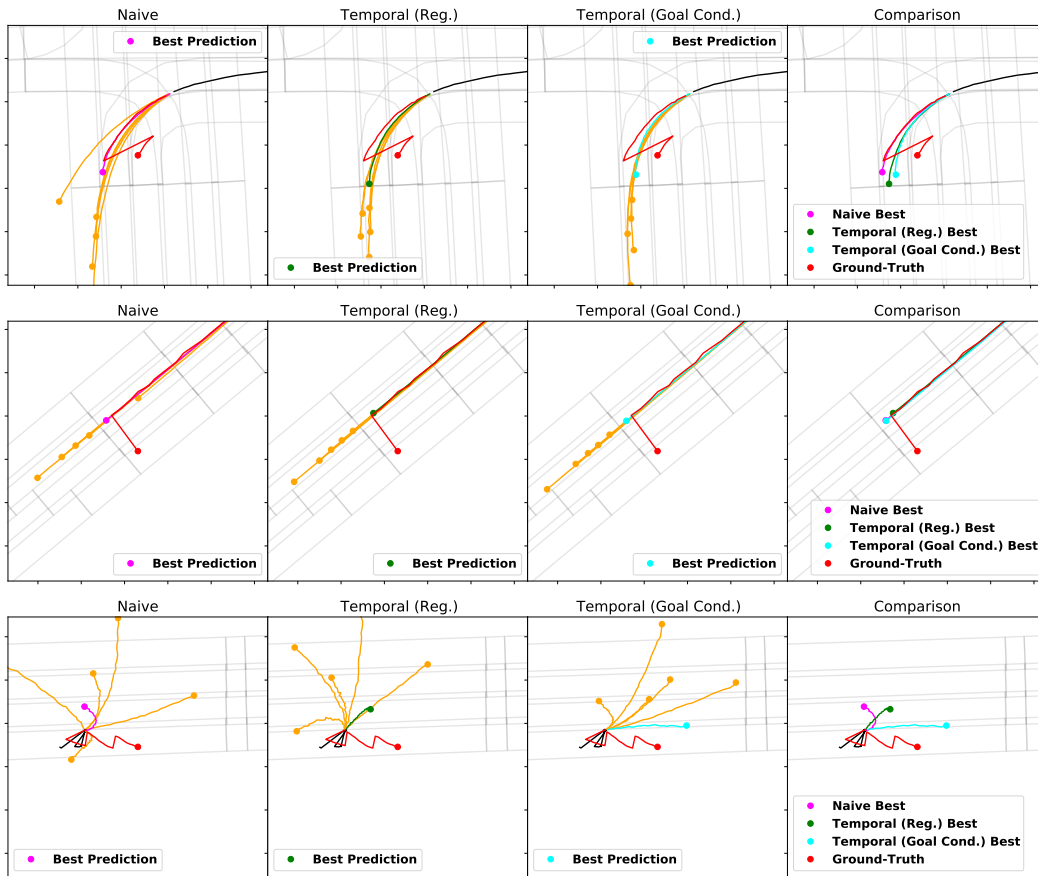 Naive
Temporal (Reg.)
Temporal (Goal Cond.)
Comparison
Best Prediction
Best Prediction
Best Prediction
Naive Best
Temporal (Reg.) Best
Temporal (Goal Cond.) Best
Ground-Truth
Naive
Temporal (Reg.)
Temporal (Goal Cond.)
Comparison
Best Prediction
Best Prediction
Best Prediction
Naive Best
Temporal (Reg.) Best
Temporal (Goal Cond.) Best
Ground-Truth
Naive
Temporal (Reg.)
Temporal (Goal Cond.)
Comparison
Best Prediction
Best Prediction
Best Prediction
Naive Best
Temporal (Reg.) Best
Temporal (Goal Cond.) Best
Ground-Truth